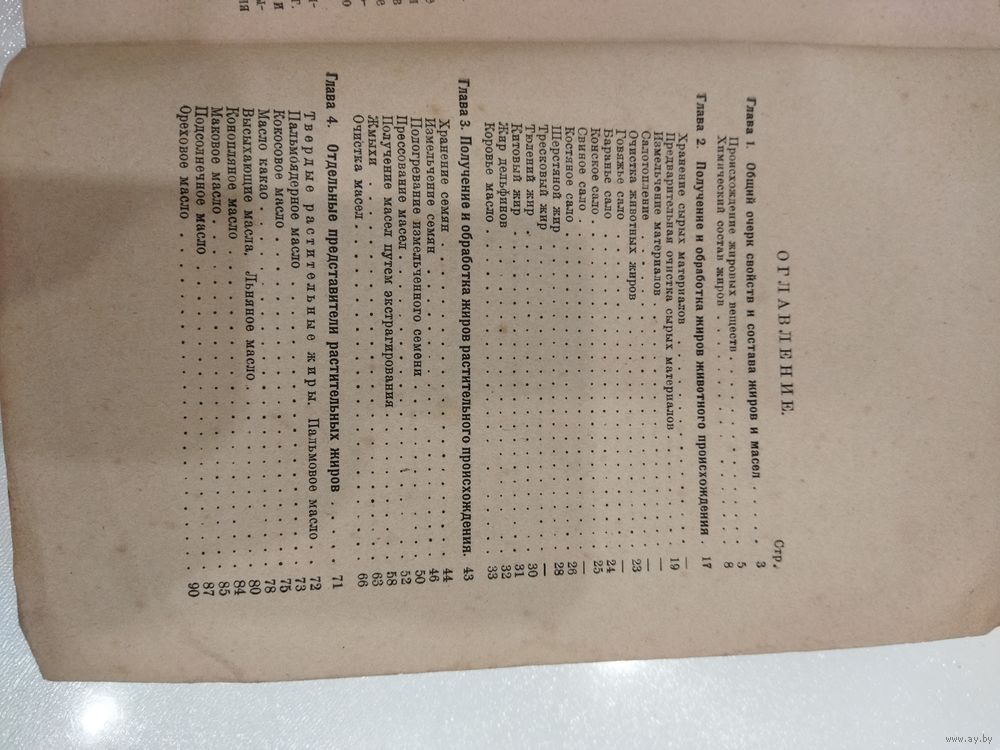 ОГЛАВЛЕНИЕ.
Стр.
Глава 1. Общий очерк свойств и состава жиров и масел . . . 3
Происхождение жировых веществ . . . . . . . . . 5
Химический состав жиров . . . . . . . . . . . 8
Глава 2. Получение и обработка жиров животного происхождения . 17
Хранение сырых материалов . . . . . . . . . . —
Предварительная очистка сырых материалов . . . . . 19
Измельчение материалов . . . . . . . . . . . —
Салотопление . . . . . . . . . . . . . . —
Очистка животных жиров . . . . . . . . . . . 23
Говяжье сало . . . . . . . . . . . . . . —
Баранье сало . . . . . . . . . . . . . . 24
Конское сало . . . . . . . . . . . . . . 25
Свиное сало . . . . . . . . . . . . . . —
Костяное сало . . . . . . . . . . . . . . 26
Шерстяной жир . . . . . . . . . . . . . . 28
Тресковый жир . . . . . . . . . . . . . . —
Тюлений жир . . . . . . . . . . . . . . 30
Китовый жир . . . . . . . . . . . . . . 31
Жир дельфинов . . . . . . . . . . . . . . 32
Коровье масло . . . . . . . . . . . . . . 33
Глава 3. Получение и обработка жиров растительного происхождения. 43
Хранение семян . . . . . . . . . . . . . 44
Измельчение семян . . . . . . . . . . . . 46
Подогревание измельченного семени . . . . . . . 50
Прессование масел . . . . . . . . . . . . 52
Получение масел путем экстрагирования . . . . . . 58
Жмыхи . . . . . . . . . . . . . . . . 63
Очистка масел . . . . . . . . . . . . . . 66
Глава 4. Отдельные представители растительных жиров . . . . 71
Твердые растительные жиры. Пальмовое масло . . 72
Пальмоядерное масло . . . . . . . . . . . . 73
Кокосовое масло . . . . . . . . . . . . . 75
Масло какао . . . . . . . . . . . . . . 78
Высыхающие масла. Льняное масло . . . . . . . . 80
Конопляное масло . . . . . . . . . . . . . 84
Маковое масло . . . . . . . . . . . . . . 85
Подсолнечное масло . . . . . . . . . . . . 87
Ореховое масло . . . . . . . . . . . . . . 90
www.ay.by